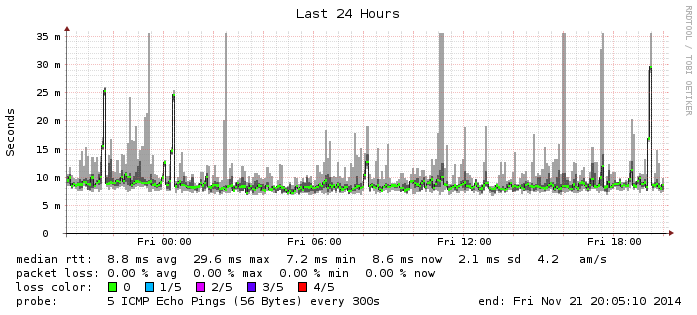 Last 24 Hours
RRDTOOL / TOBI OETIKER
Seconds
35 m
30 m
25 m
20 m
15 m
10 m
5 m
0
Fri 00:00 Fri 06:00 Fri 12:00 Fri 18:00
median rtt: 8.8 ms avg 29.6 ms max 7.2 ms min 8.6 ms now 2.1 ms sd 4.2 am/s
packet loss: 0.00 % avg 0.00 % max 0.00 % min 0.00 % now
loss color: 0 1/5 2/5 3/5 4/5
probe: 5 ICMP Echo Pings (56 Bytes) every 300s end: Fri Nov 21 20:05:10 2014